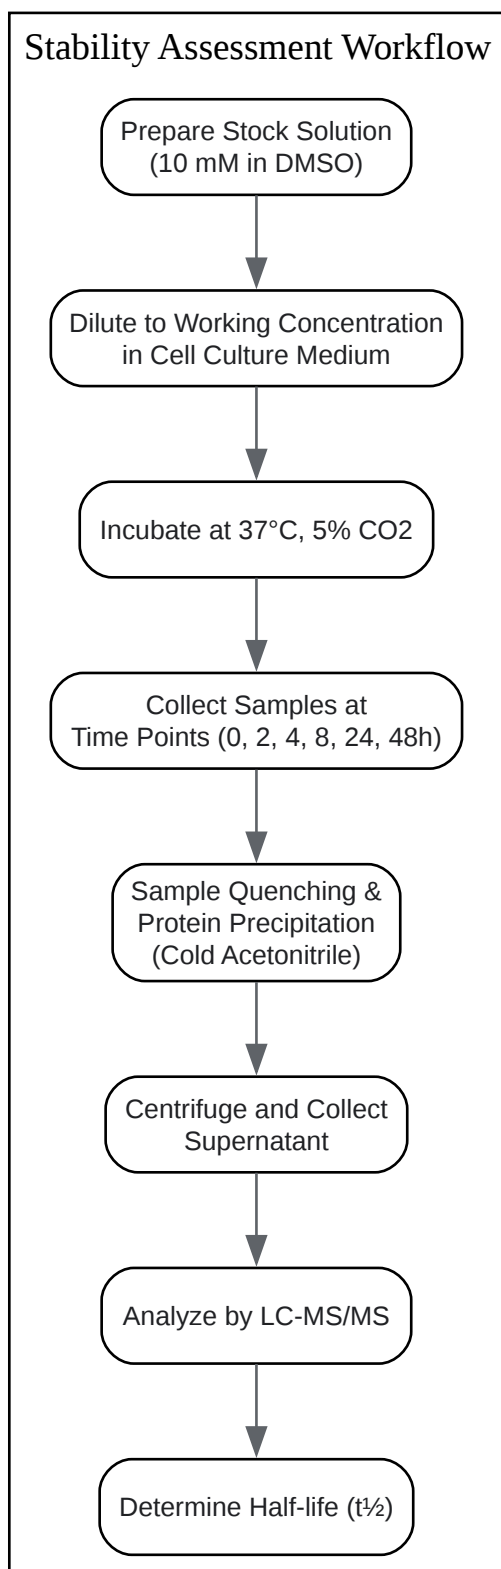 Stability Assessment Workflow
Prepare Stock Solution
(10 mM in DMSO)
Dilute to Working Concentration
in Cell Culture Medium
Incubate at 37°C, 5% CO2
Collect Samples at
Time Points (0, 2, 4, 8, 24, 48h)
Sample Quenching &
Protein Precipitation
(Cold Acetonitrile)
Centrifuge and Collect
Supernatant
Analyze by LC-MS/MS
Determine Half-life (t½)